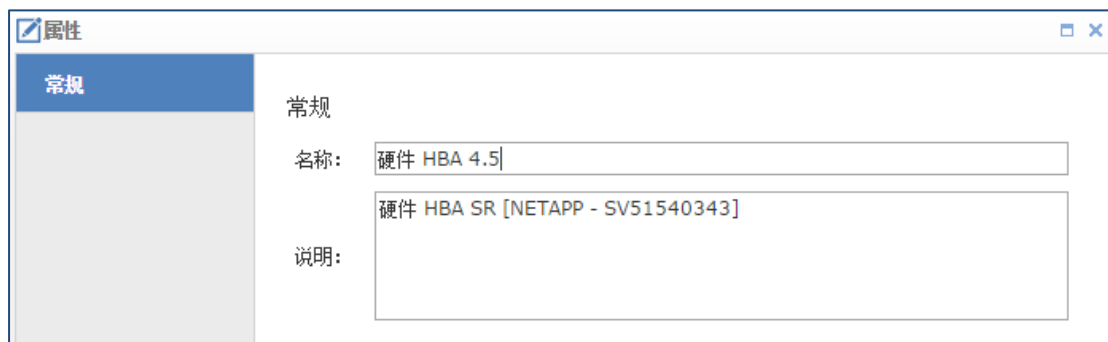 属性
常规
常规
名称：
硬件 HBA 4.5
硬件 HBA SR [NETAPP - SV51540343]
说明：